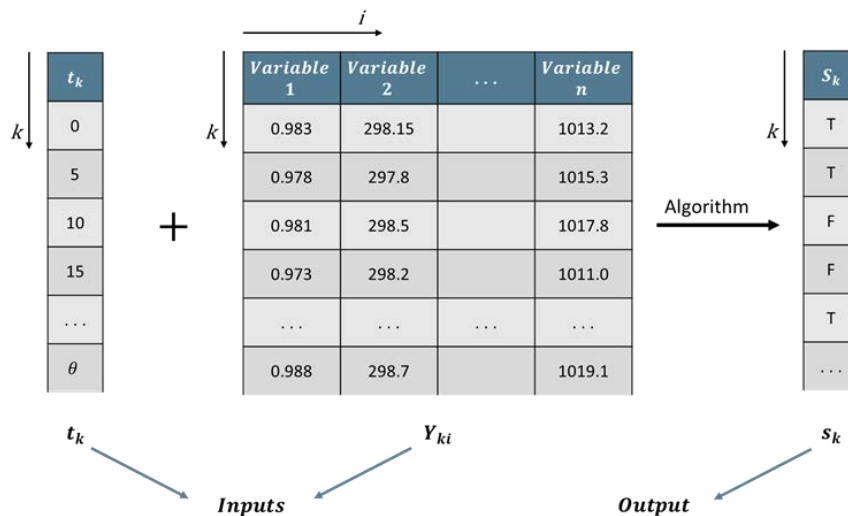 i
k
t_k
0
5
10
15
. . .
θ
+
k
Variable 1 Variable 2 . . . Variable n
0.983 298.15 1013.2
0.978 297.8 1015.3
0.981 298.5 1017.8
0.973 298.2 1011.0
. . . . . . . . . . . .
0.988 298.7 1019.1
Algorithm
k
S_k
T
T
F
F
T
. . .
t_k Y_ki s_k
Inputs Output